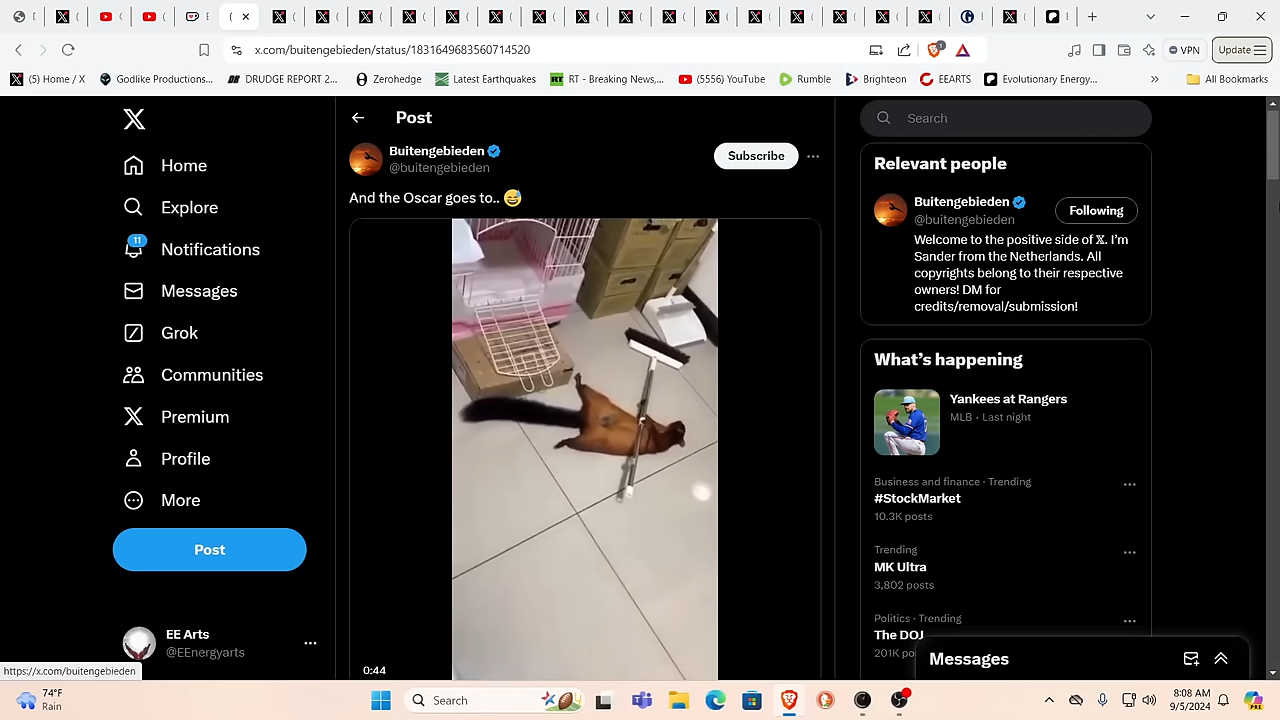 x.com/buitengebieden/status/1831649683560714520
1
VPN
Update
(5) Home / X
Godlike Productions...
DRUDGE REPORT 2...
Zerohedge
Latest Earthquakes
RT - Breaking News,...
(5556) YouTube
Rumble
Brighteon
EEARTS
Evolutionary Energy...
All Bookmarks
Home
Explore
11
Notifications
Messages
Grok
Communities
Premium
Profile
More
Post
EE Arts
@EEnergyarts
https://x.com/buitengebieden
Post
Buitengebieden
@buitengebieden
Subscribe
And the Oscar goes to..
0:44
Search
Relevant people
Buitengebieden
@buitengebieden
Following
Welcome to the positive side of 𝕏. I'm
Sander from the Netherlands. All
copyrights belong to their respective
owners! DM for
credits/removal/submission!
What's happening
Yankees at Rangers
MLB · Last night
Business and finance · Trending
#StockMarket
10.3K posts
Trending
MK Ultra
3,802 posts
Politics · Trending
The DOJ
201K
Messages
74°F
Rain
Search
8:08 AM
9/5/2024
PRE